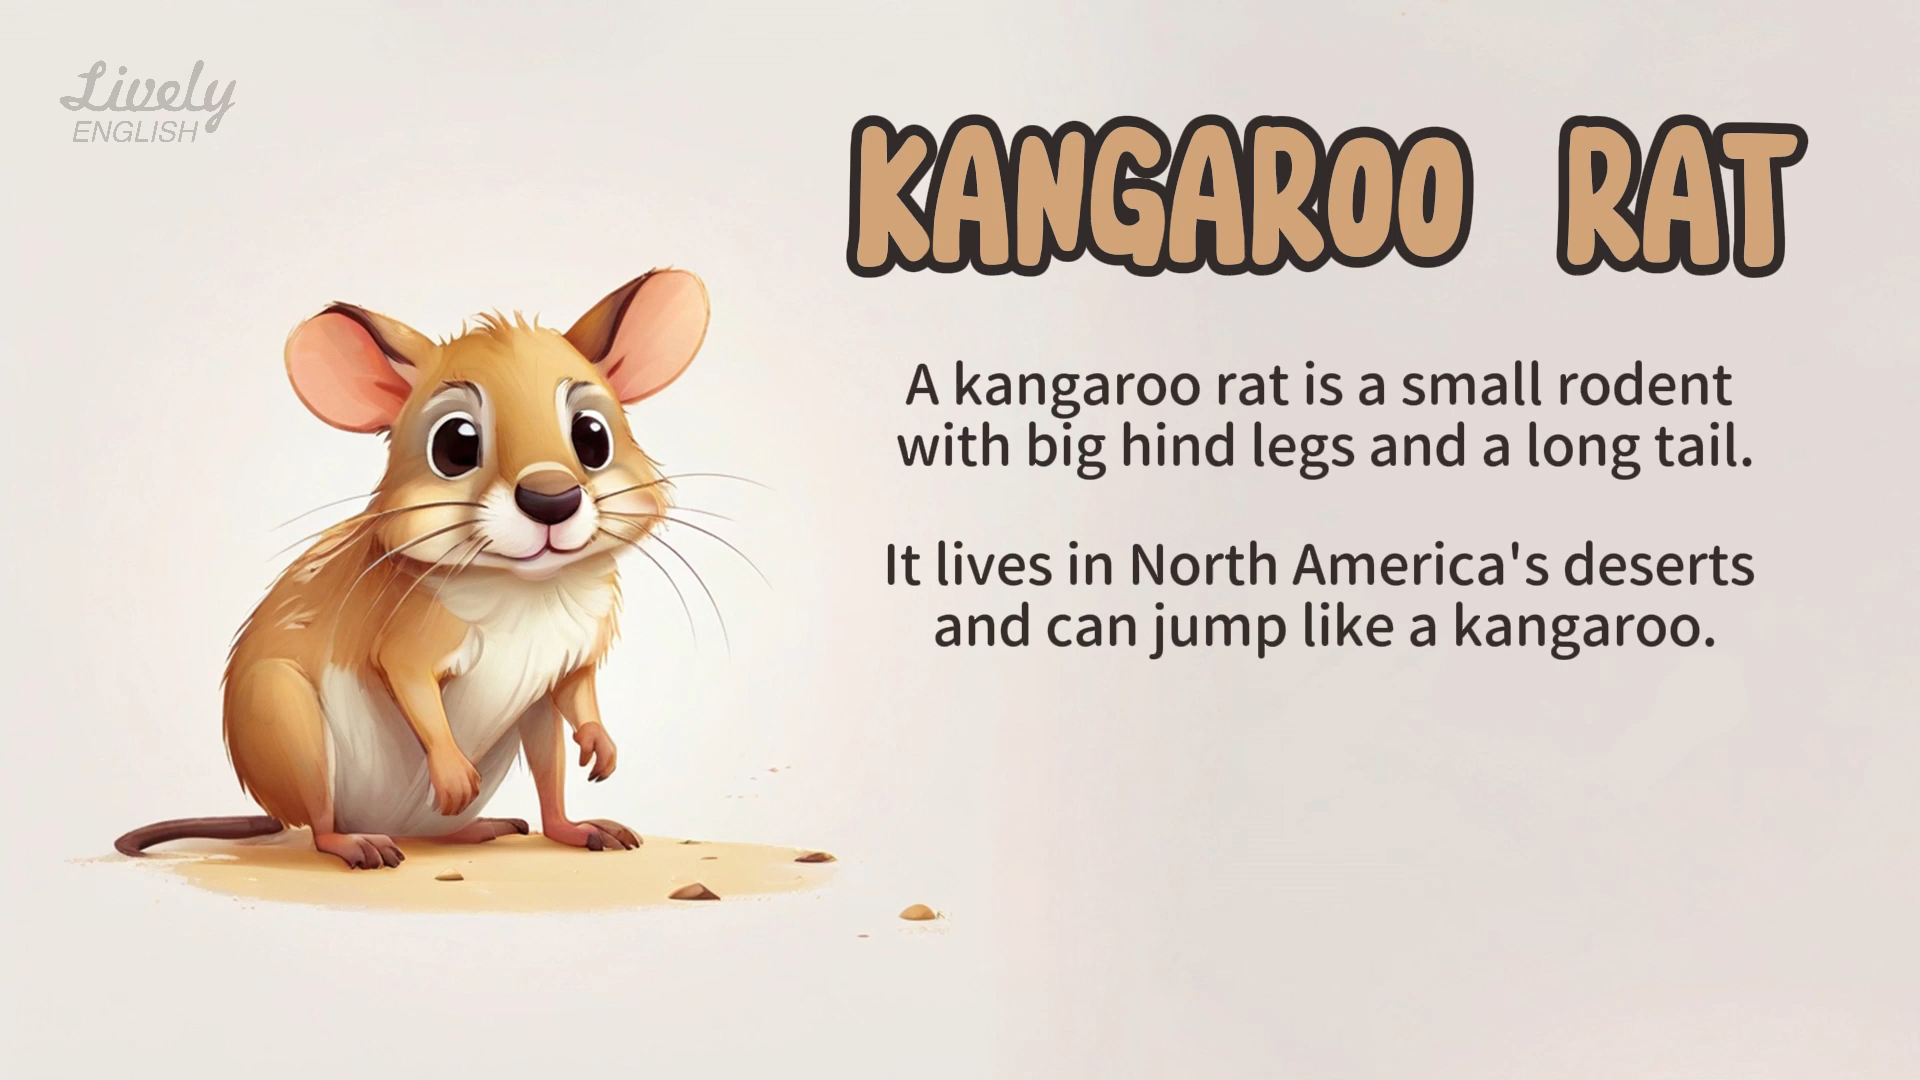 Lively
ENGLISH
KANGAROO RAT
A kangaroo rat is a small rodent
with big hind legs and a long tail.
It lives in North America's deserts
and can jump like a kangaroo.